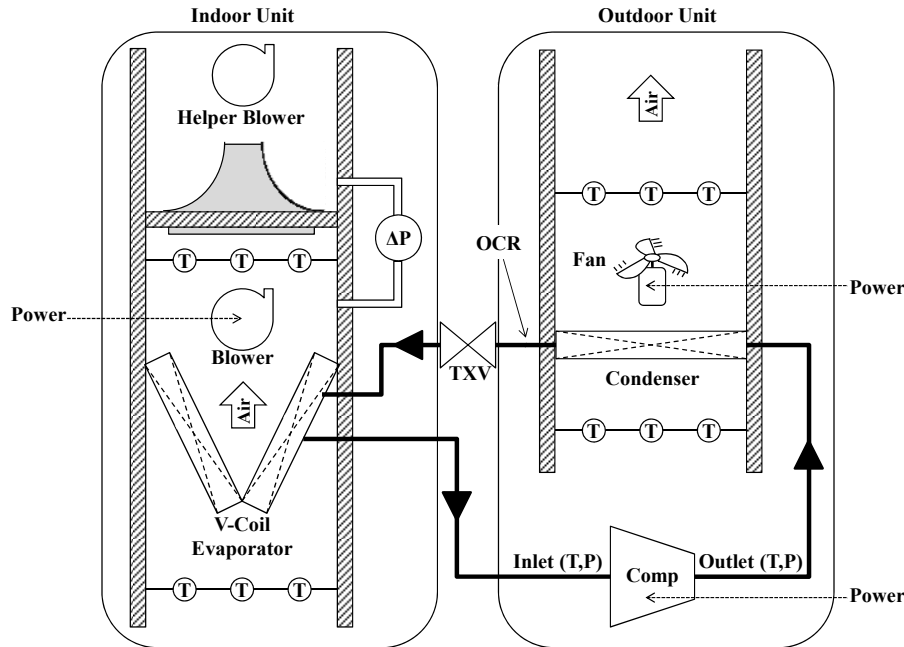 Indoor Unit
Outdoor Unit
Helper Blower
Air
T T T
ΔP
OCR
T T T
Fan
Power
Power
Blower
TXV
Condenser
Air
T T T
V-Coil
Evaporator
Inlet (T,P)
Comp
Outlet (T,P)
T T T
Power